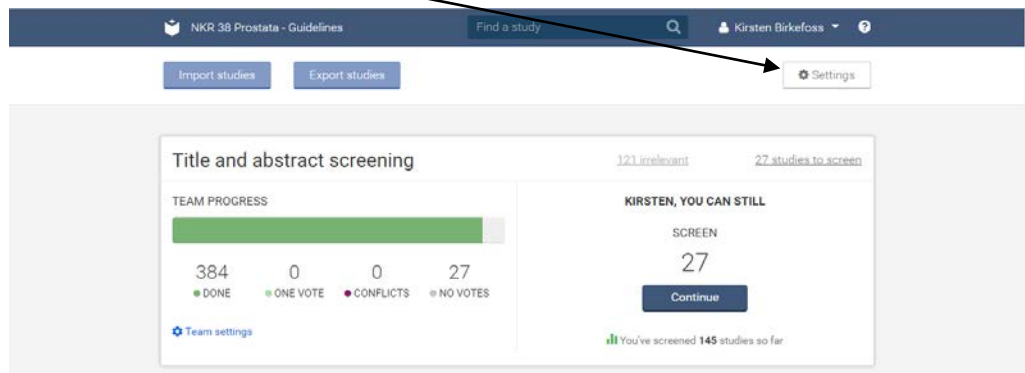 NKR 38 Prostata - Guidelines Find a study Kirsten Birkefoss
Import studies Export studies Settings
Title and abstract screening 121 irrelevant 27 studies to screen
TEAM PROGRESS
384 0 0 27
DONE ONE VOTE CONFLICTS NO VOTES
Team settings
KIRSTEN, YOU CAN STILL
SCREEN
27
Continue
You've screened 145 studies so far